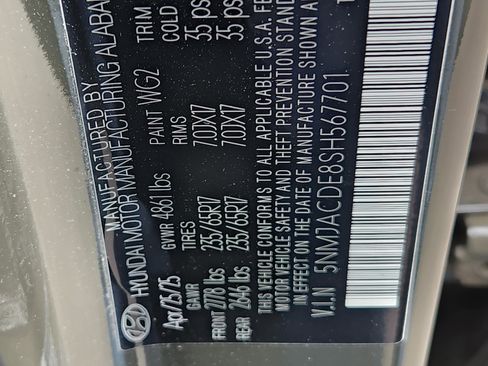 MANUFACTURED BY
HYUNDAI MOTOR MANUFACTURING ALABAMA
Apr/25/25 GVWR 4861 lbs PAINT WG2 TRIM
GAWR TIRES RIMS COLD
FRONT 2778 lbs 235/65R17 7.0JX17 35 psi
REAR 2646 lbs 235/65R17 7.0JX17 35 psi
THIS VEHICLE CONFORMS TO ALL APPLICABLE U.S.A. FE
MOTOR VEHICLE SAFETY AND THEFT PREVENTION STANDA
IN EFFECT ON THE DATE OF MANUFACTURE SHOWN AB
V.I.N 5NMJACDE8SH567701